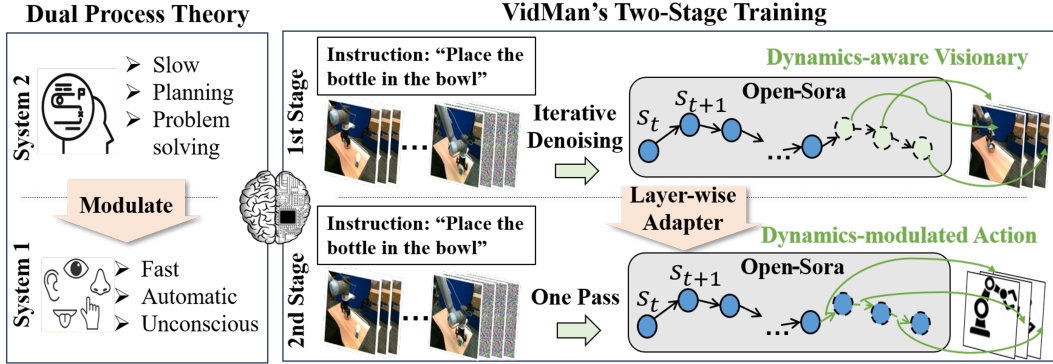 Dual Process Theory
System 2
➢ Slow
➢ Planning
➢ Problem
solving
Modulate
System 1
➢ Fast
➢ Automatic
➢ Unconscious
VidMan's Two-Stage Training
1st Stage
Instruction: “Place the
bottle in the bowl”
...
Iterative
Denoising
Dynamics-aware Visionary
Open-Sora
S_t
S_{t+1}
...
Layer-wise
Adapter
2nd Stage
Instruction: “Place the
bottle in the bowl”
...
One Pass
Dynamics-modulated Action
Open-Sora
S_t
S_{t+1}
...